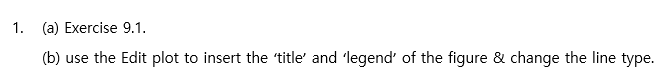 1. (a) Exercise 9.1.
(b) use the Edit plot to insert the ‘title’ and ‘legend’ of the figure & change the line type.